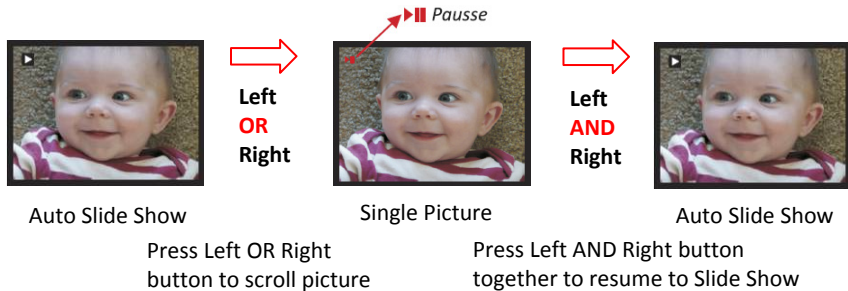 Pausse
Left
OR
Right
Left
AND
Right
Auto Slide Show
Single Picture
Auto Slide Show
Press Left OR Right
button to scroll picture
Press Left AND Right button
together to resume to Slide Show